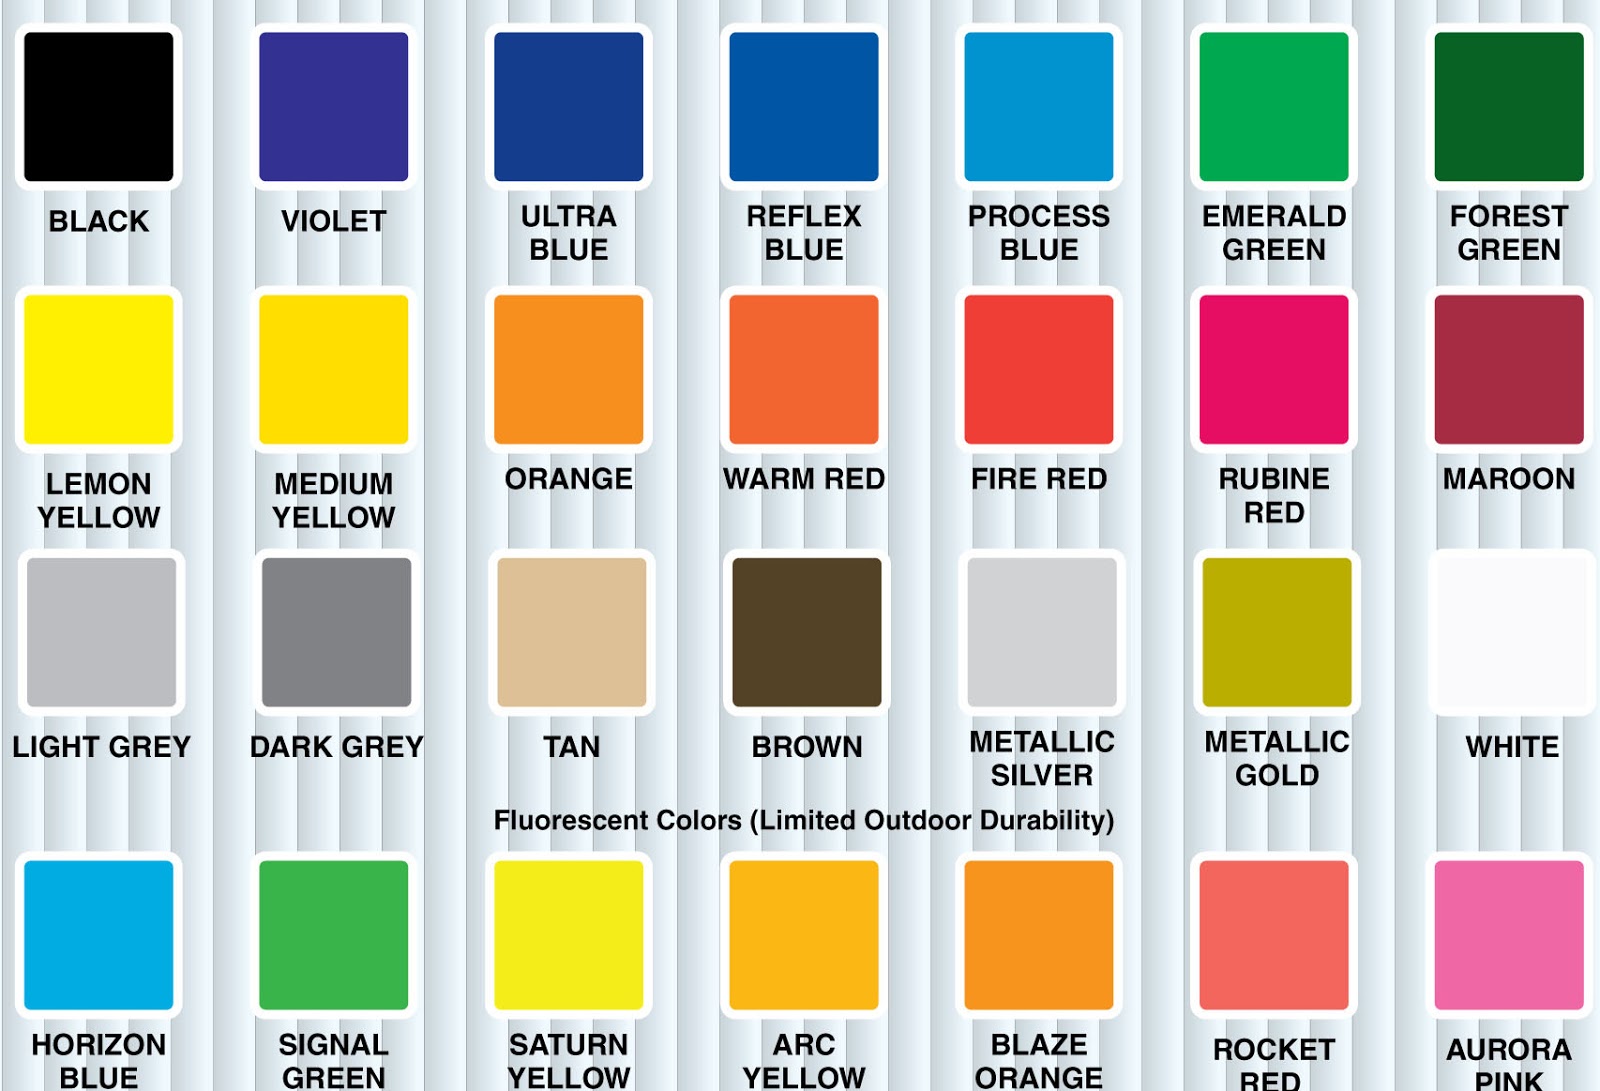 BLACK
VIOLET
ULTRA
BLUE
REFLEX
BLUE
PROCESS
BLUE
EMERALD
GREEN
FOREST
GREEN
LEMON
YELLOW
MEDIUM
YELLOW
ORANGE
WARM RED
FIRE RED
RUBINE
RED
MAROON
LIGHT GREY
DARK GREY
TAN
BROWN
METALLIC
SILVER
METALLIC
GOLD
WHITE
Fluorescent Colors (Limited Outdoor Durability)
HORIZON
BLUE
SIGNAL
GREEN
SATURN
YELLOW
ARC
YELLOW
BLAZE
ORANGE
ROCKET
RED
AURORA
PINK